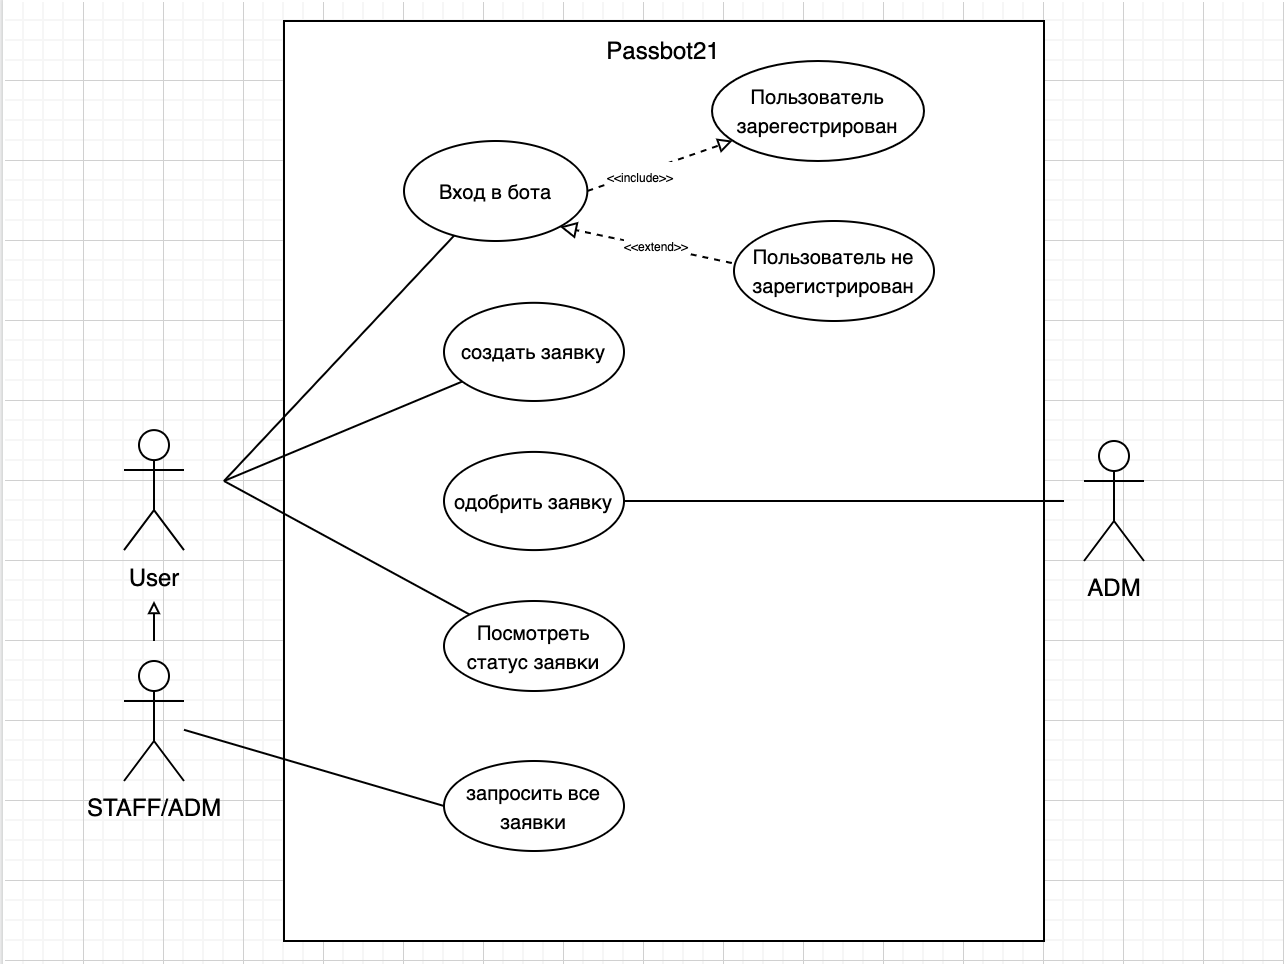 Passbot21
Пользователь
зарегестрирован
Вход в бота
<<include>>
<<extend>>
Пользователь не
зарегистрирован
создать заявку
одобрить заявку
User
ADM
Посмотреть
статус заявки
STAFF/ADM
запросить все
заявки